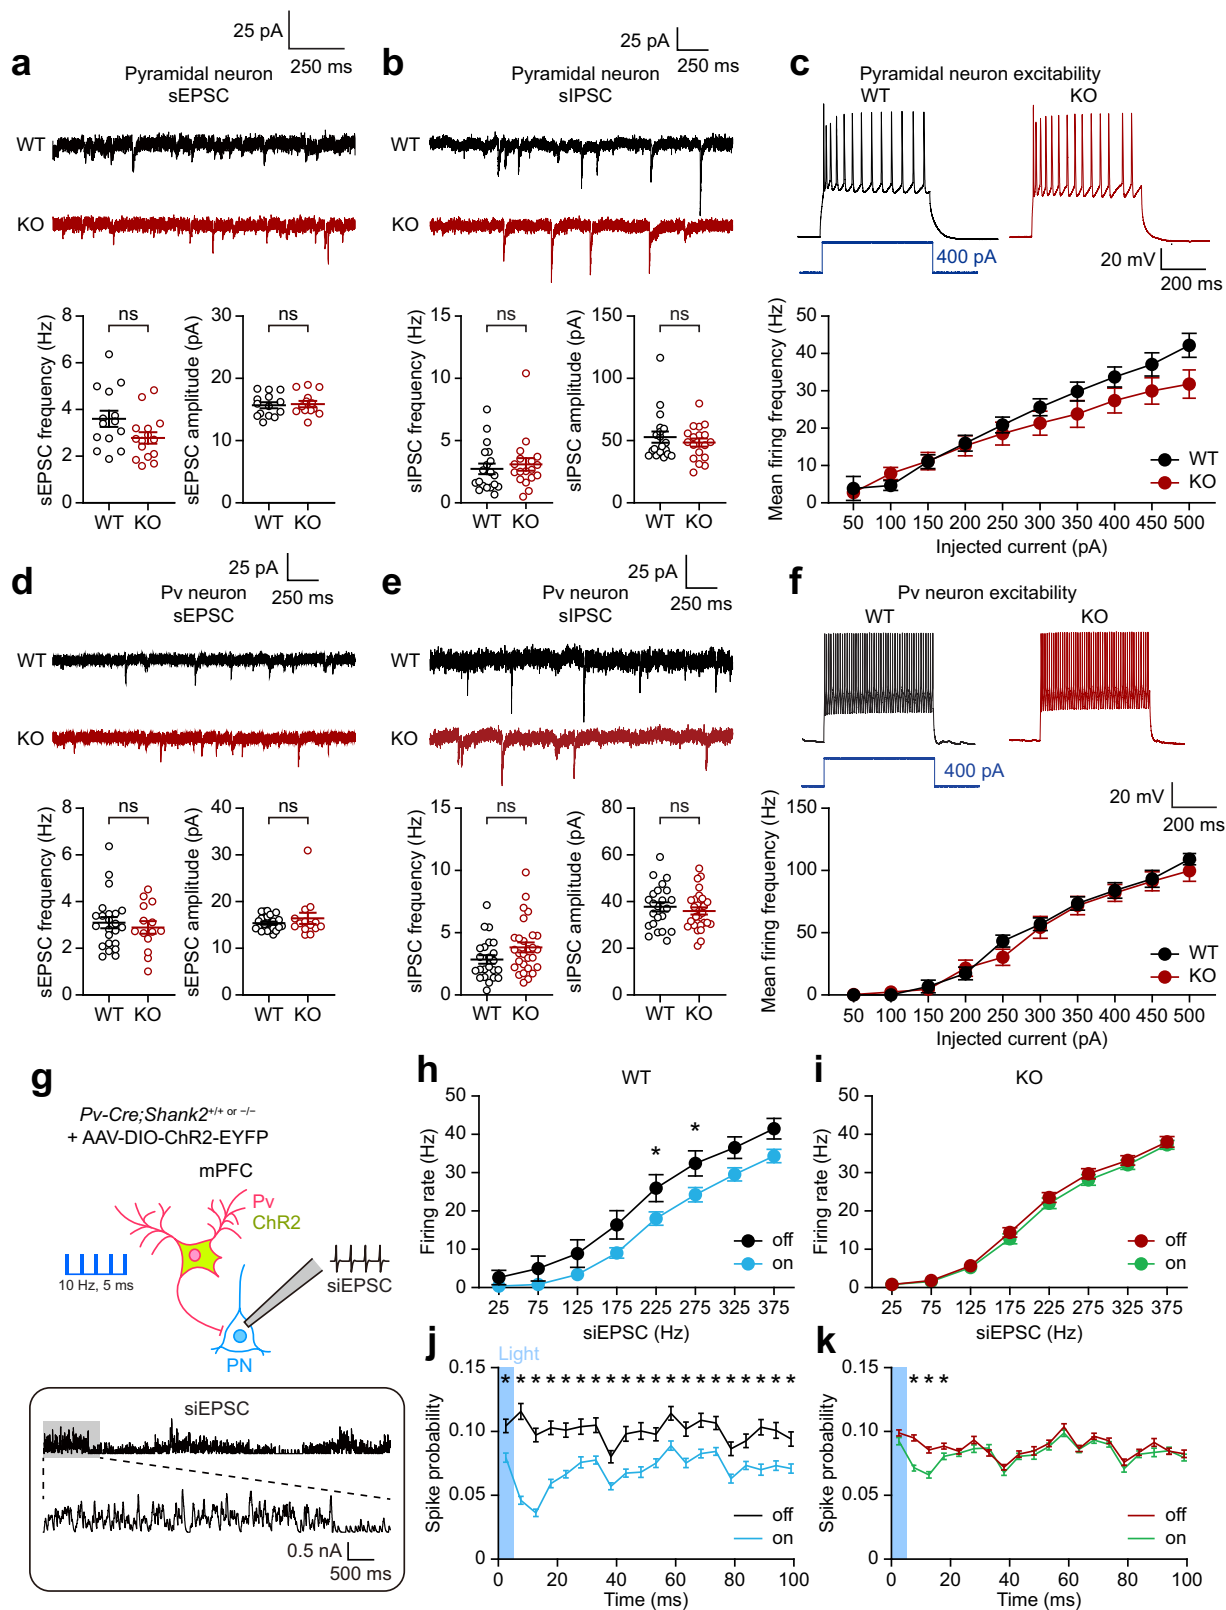 a
25 pA
250 ms
Pyramidal neuron
sEPSC
WT
KO
sEPSC frequency (Hz)
8
6
4
2
0
ns
WT KO
sEPSC amplitude (pA)
30
20
10
0
ns
WT KO
b
25 pA
250 ms
Pyramidal neuron
sIPSC
WT
KO
sIPSC frequency (Hz)
15
10
5
0
ns
WT KO
sIPSC amplitude (pA)
150
100
50
0
ns
WT KO
c
Pyramidal neuron excitability
WT
KO
400 pA
20 mV
200 ms
Mean firing frequency (Hz)
50
40
30
20
10
0
WT
KO
50 100 150 200 250 300 350 400 450 500
Injected current (pA)
d
25 pA
250 ms
Pv neuron
sEPSC
WT
KO
sEPSC frequency (Hz)
8
6
4
2
0
ns
WT KO
sEPSC amplitude (pA)
40
30
20
10
0
ns
WT KO
e
25 pA
250 ms
Pv neuron
sIPSC
WT
KO
sIPSC frequency (Hz)
15
10
5
0
ns
WT KO
sIPSC amplitude (pA)
80
60
40
20
0
ns
WT KO
f
Pv neuron excitability
WT
KO
400 pA
20 mV
200 ms
Mean firing frequency (Hz)
150
100
50
0
WT
KO
50 100 150 200 250 300 350 400 450 500
Injected current (pA)
g
Pv-Cre;Shank2+/+ or −/−
+ AAV-DIO-ChR2-EYFP
mPFC
Pv
ChR2
10 Hz, 5 ms
siEPSC
PN
siEPSC
0.5 nA
500 ms
h
WT
Firing rate (Hz)
50
40
30
20
10
0
* *
off
on
25 75 125 175 225 275 325 375
siEPSC (Hz)
i
KO
Firing rate (Hz)
50
40
30
20
10
0
off
on
25 75 125 175 225 275 325 375
siEPSC (Hz)
j
Light
Spike probability
0.15
0.10
0.05
0
* * * * * * * * * * * * * * * * * * * *
off
on
0 20 40 60 80 100
Time (ms)
k
Spike probability
0.15
0.10
0.05
0
* * *
off
on
0 20 40 60 80 100
Time (ms)